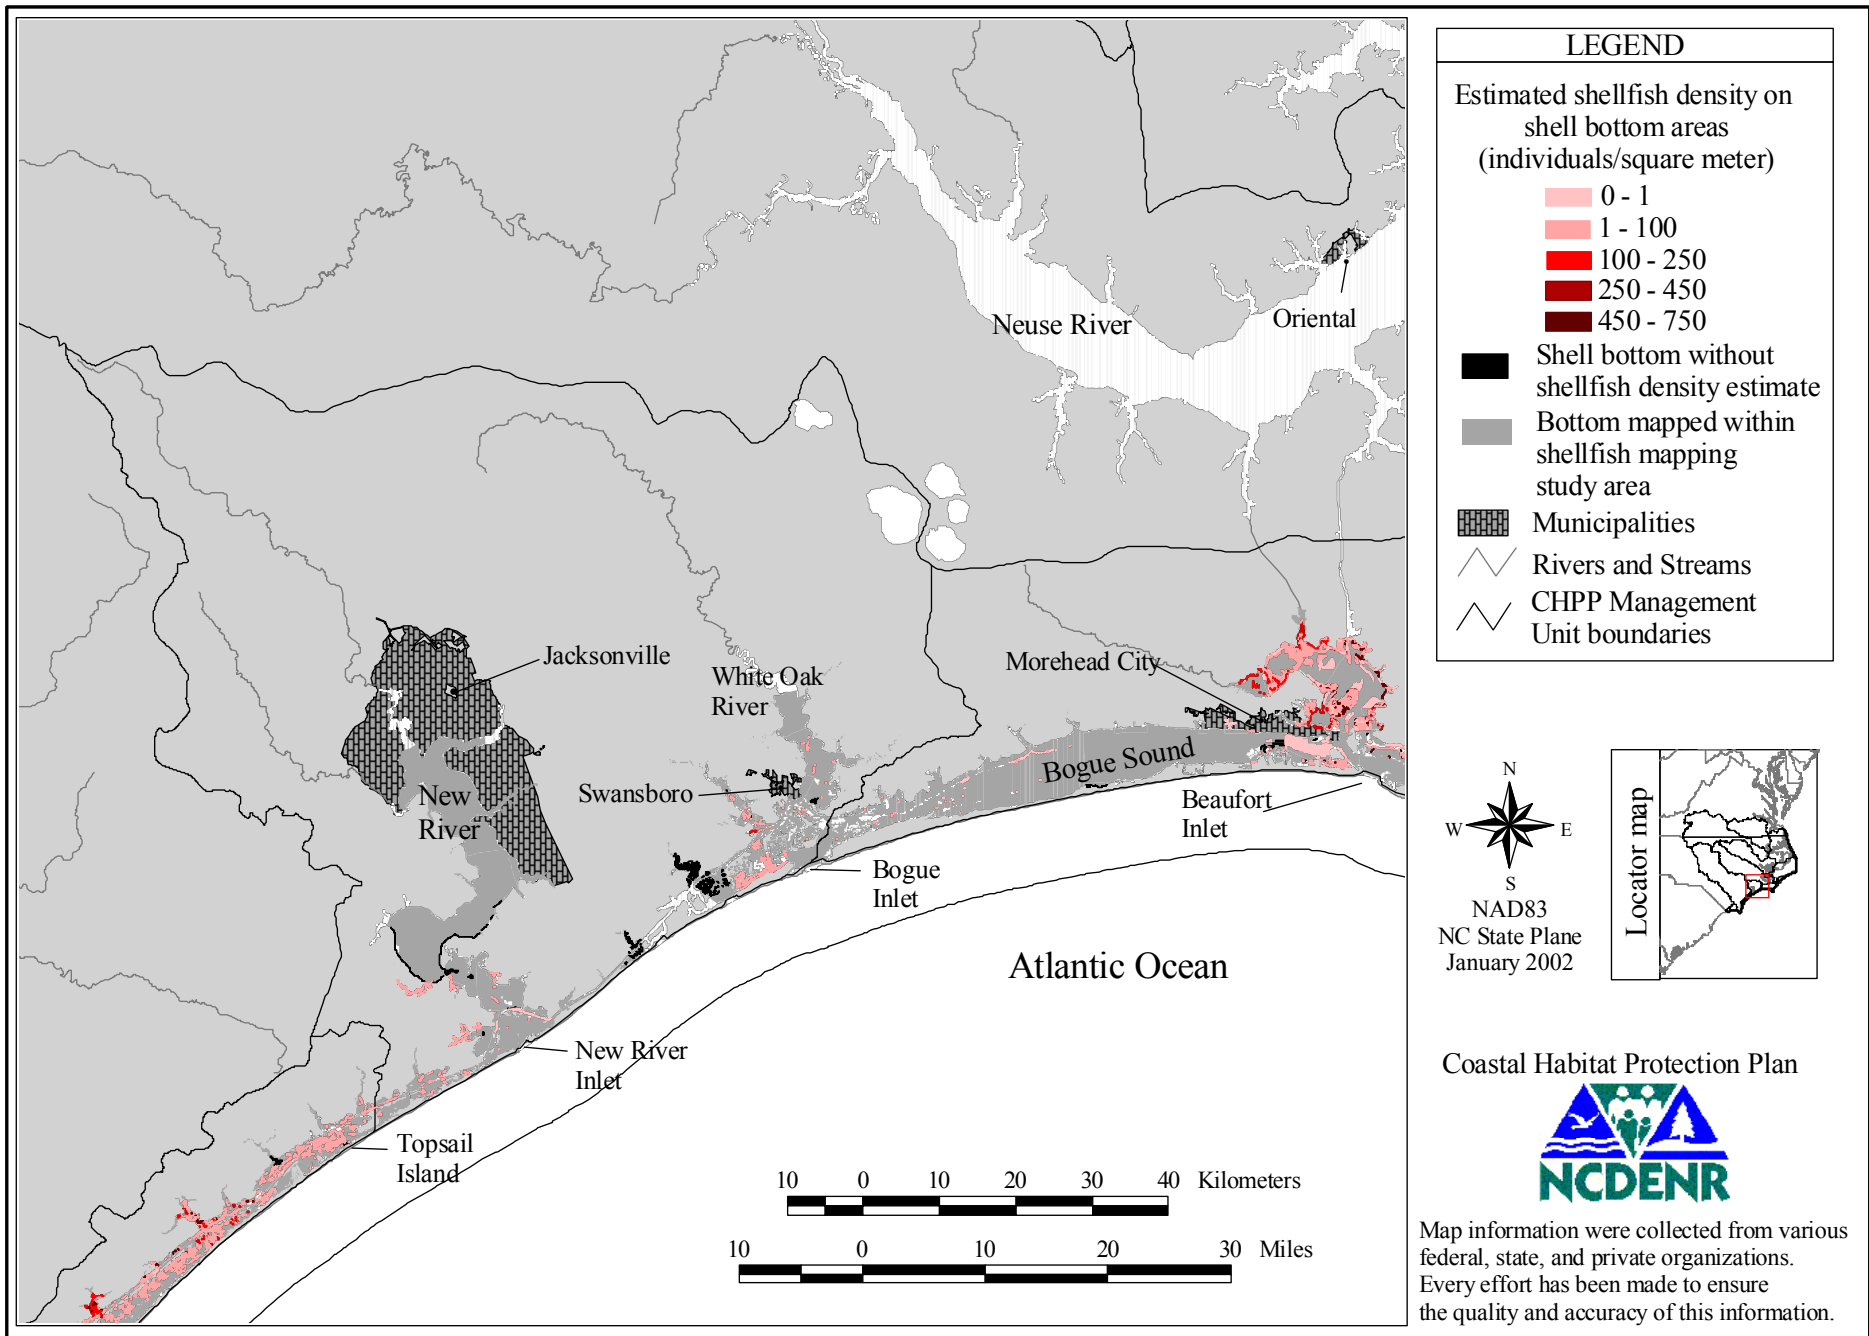 LEGEND
Estimated shellfish density on
shell bottom areas
(individuals/square meter)
0 - 1
1 - 100
100 - 250
250 - 450
450 - 750
Shell bottom without
shellfish density estimate
Bottom mapped within
shellfish mapping
study area
Municipalities
Rivers and Streams
CHPP Management
Unit boundaries
Neuse River
Oriental
Jacksonville
White Oak
River
Morehead City
Bogue Sound
Swansboro
New
River
Beaufort
Inlet
Bogue
Inlet
Atlantic Ocean
New River
Inlet
Topsail
Island
10 0 10 20 30 40 Kilometers
10 0 10 20 30 Miles
N
W E
S
NAD83
NC State Plane
January 2002
Locator map
Coastal Habitat Protection Plan
NCDENR
Map information were collected from various
federal, state, and private organizations.
Every effort has been made to ensure
the quality and accuracy of this information.